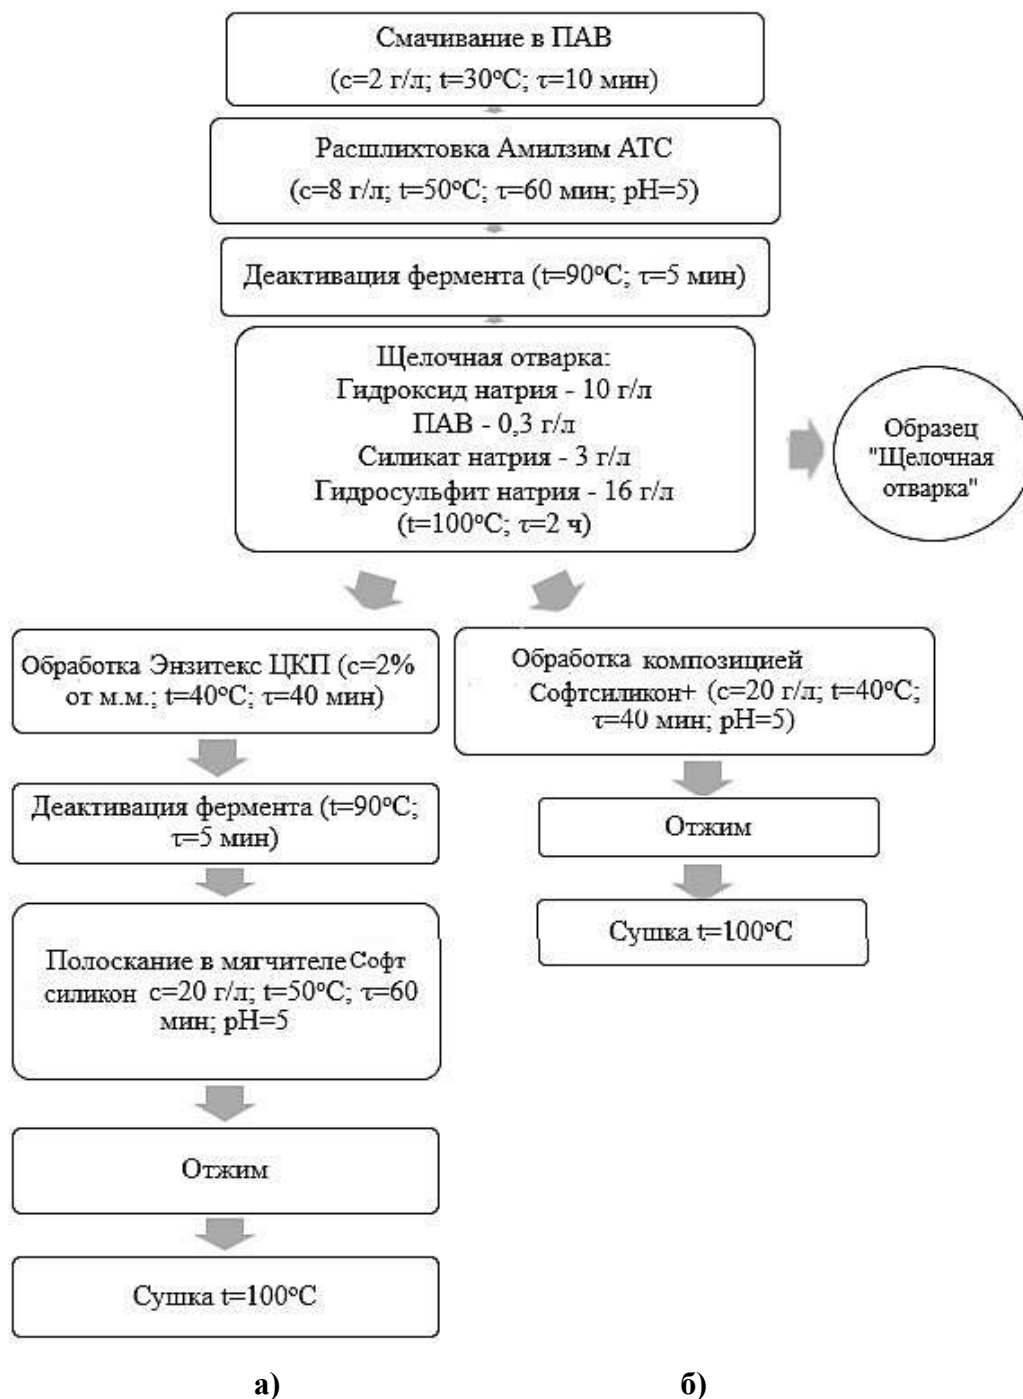 Смачивание в ПАВ
(с=2 г/л; t=30°С; τ=10 мин)
Расшлихтовка Амилзим АТС
(с=8 г/л; t=50°С; τ=60 мин; рН=5)
Деактивация фермента (t=90°С; τ=5 мин)
Щелочная отварка:
Гидроксид натрия - 10 г/л
ПАВ - 0,3 г/л
Силикат натрия - 3 г/л
Гидросульфит натрия - 16 г/л
(t=100°С; τ=2 ч)
Образец
"Щелочная
отварка"
Обработка Энзитекс ЦКП (с=2%
от м.м.; t=40°С; τ=40 мин)
Деактивация фермента (t=90°С;
τ=5 мин)
Полоскание в мягчителе Софт
силикон с=20 г/л; t=50°С; τ=60
мин; рН=5
Отжим
Сушка t=100°С
а)
Обработка композицией
Софтсиликон+ (с=20 г/л; t=40°С;
τ=40 мин; рН=5)
Отжим
Сушка t=100°С
б)